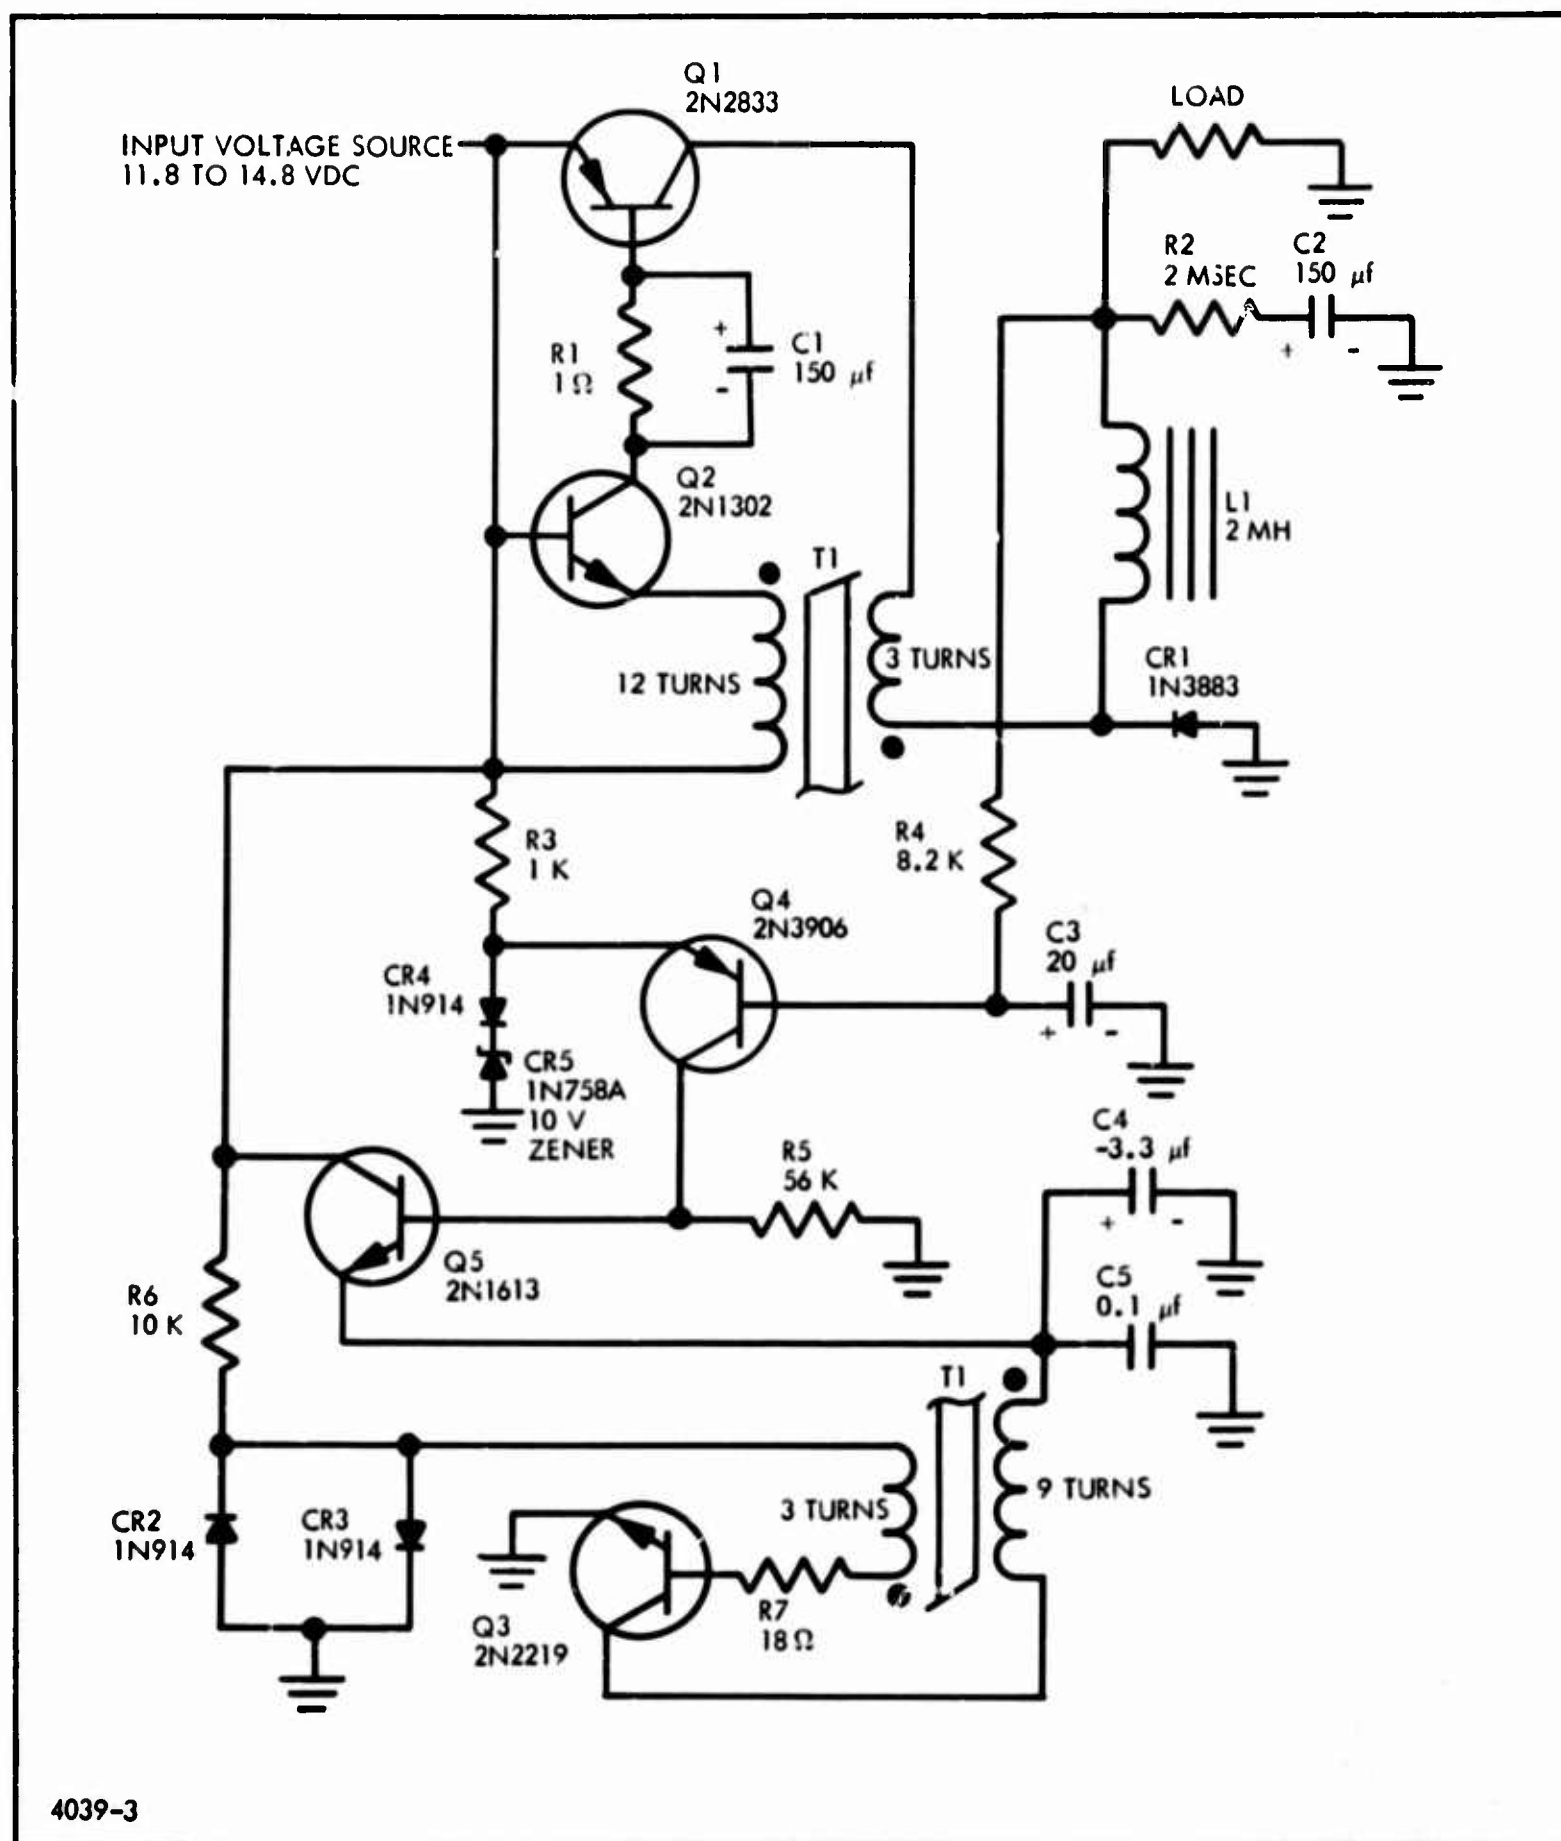 Q1
2N2833
LOAD
INPUT VOLTAGE SOURCE
11.8 TO 14.8 VDC
R2
2 MSEC
C2
150 µf
+
-
R1
1Ω
+
-
C1
150 µf
Q2
2N1302
L1
2 MH
T1
12 TURNS
3 TURNS
CR1
1N3883
R3
1 K
R4
8.2 K
Q4
2N3906
C3
20 µf
+
-
CR4
1N914
CR5
1N758A
10 V
ZENER
C4
-3.3 µf
+
-
R5
56 K
Q5
2N1613
C5
0.1 µf
R6
10 K
T1
3 TURNS
9 TURNS
CR2
1N914
CR3
1N914
R7
18Ω
Q3
2N2219
4039-3